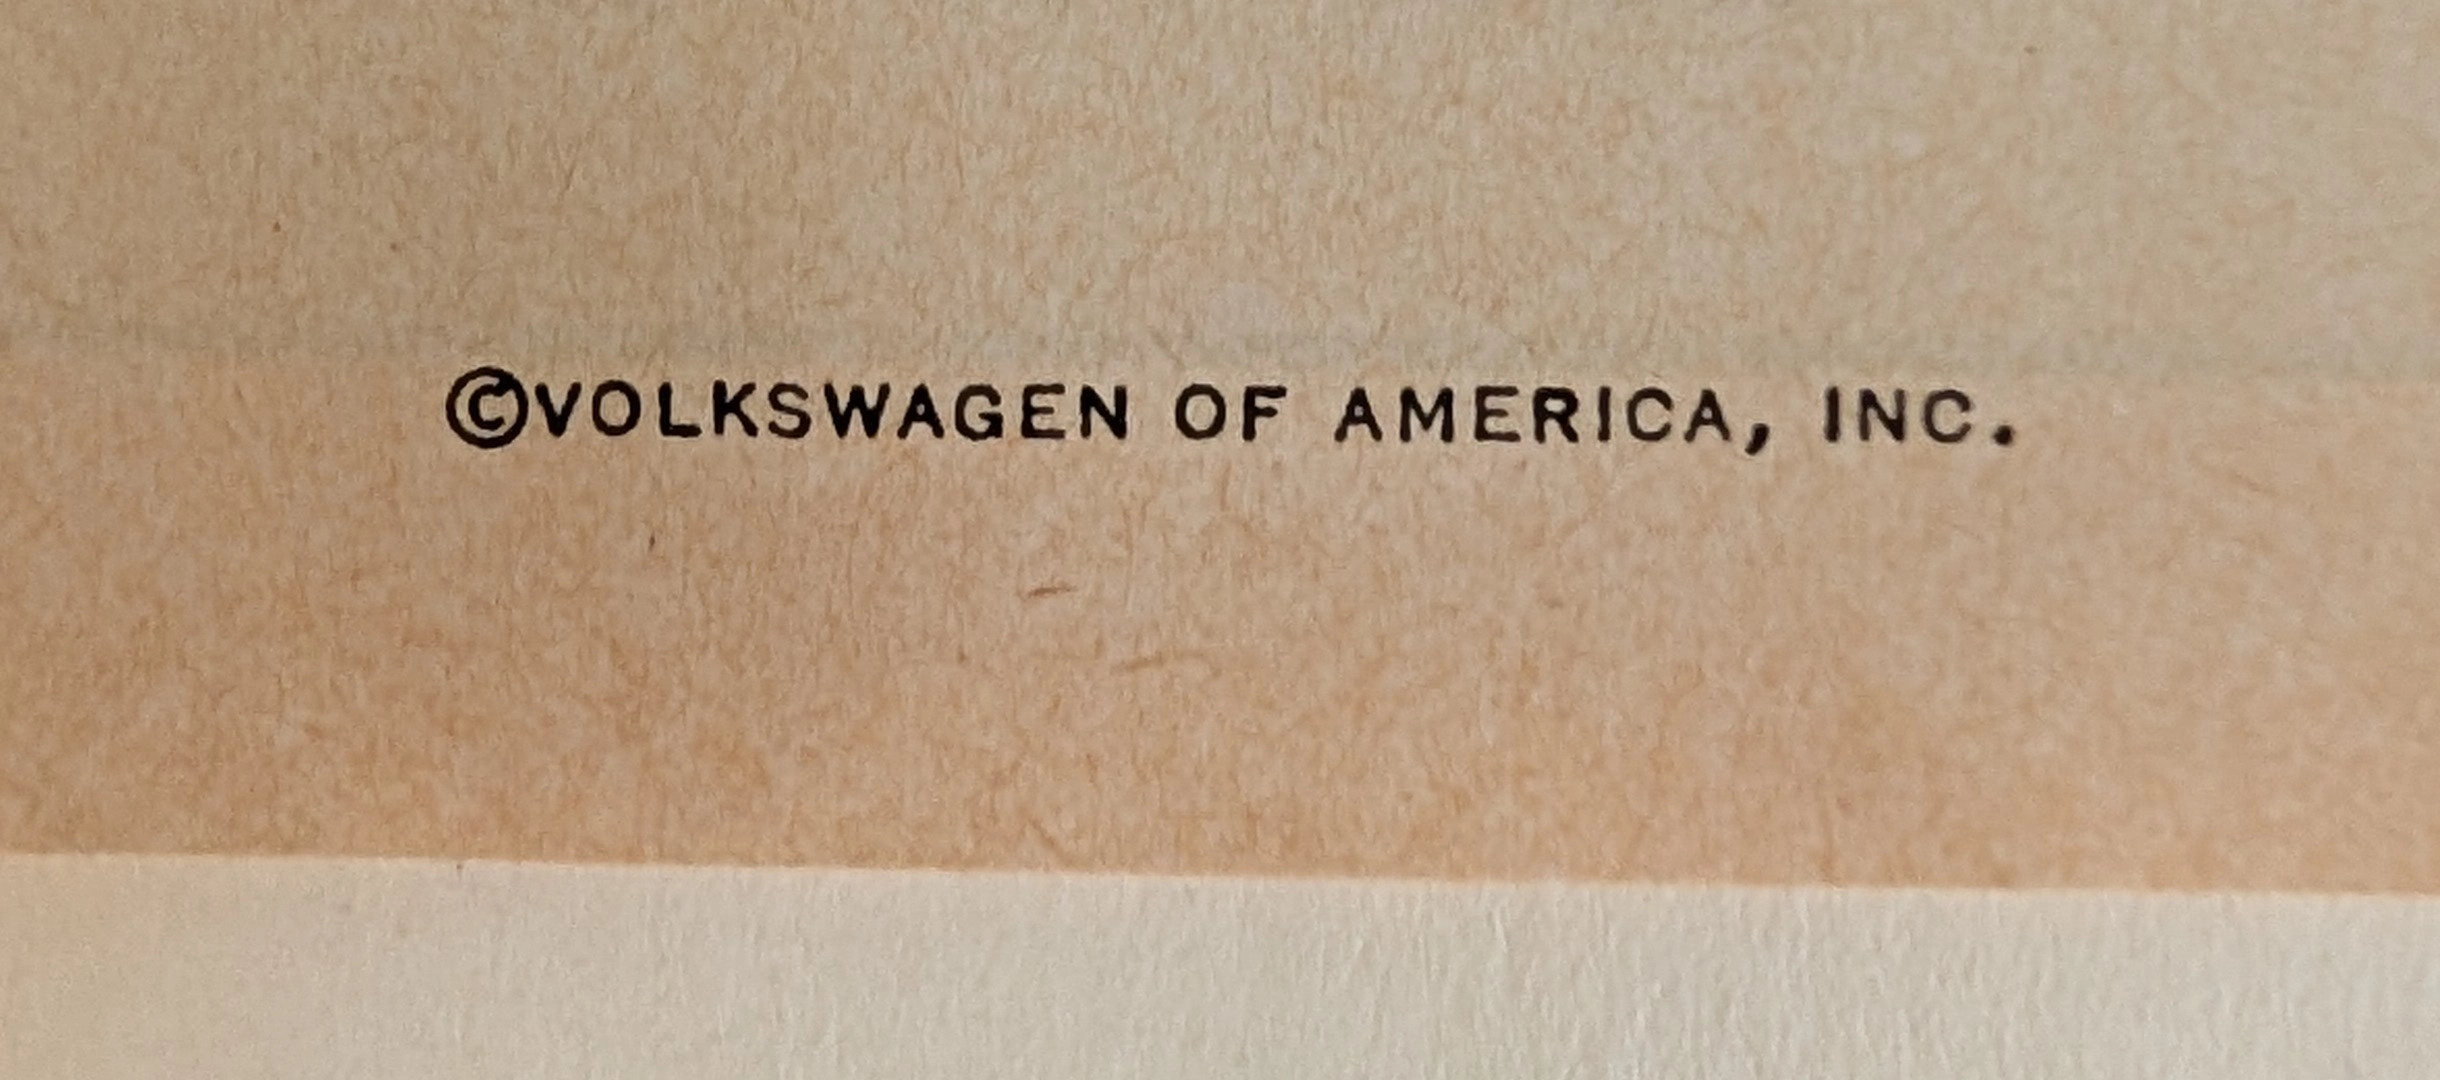 ©VOLKSWAGEN OF AMERICA, INC.